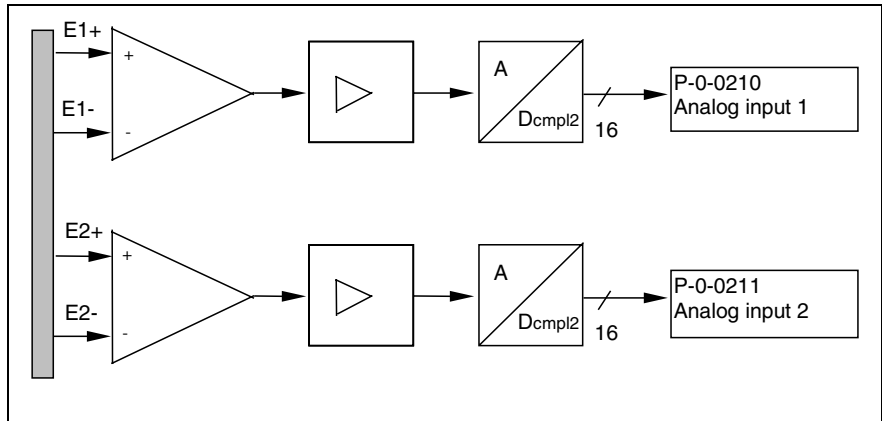 E1+
+
E1-
-
A
Dcmpl2
16
P-0-0210
Analog input 1
E2+
+
E2-
-
A
Dcmpl2
16
P-0-0211
Analog input 2